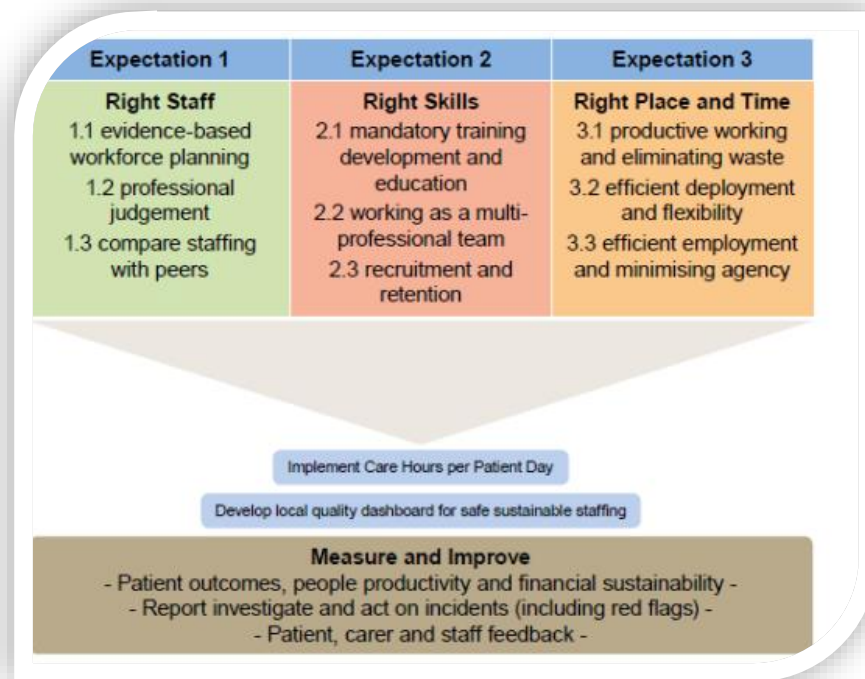 Expectation 1
Expectation 2
Expectation 3
Right Staff
1.1 evidence-based
workforce planning
1.2 professional
judgement
1.3 compare staffing
with peers
Right Skills
2.1 mandatory training
development and
education
2.2 working as a multi-
professional team
2.3 recruitment and
retention
Right Place and Time
3.1 productive working
and eliminating waste
3.2 efficient deployment
and flexibility
3.3 efficient employment
and minimising agency
Implement Care Hours per Patient Day
Develop local quality dashboard for safe sustainable staffing
Measure and Improve
- Patient outcomes, people productivity and financial sustainability -
- Report investigate and act on incidents (including red flags) -
- Patient, carer and staff feedback -